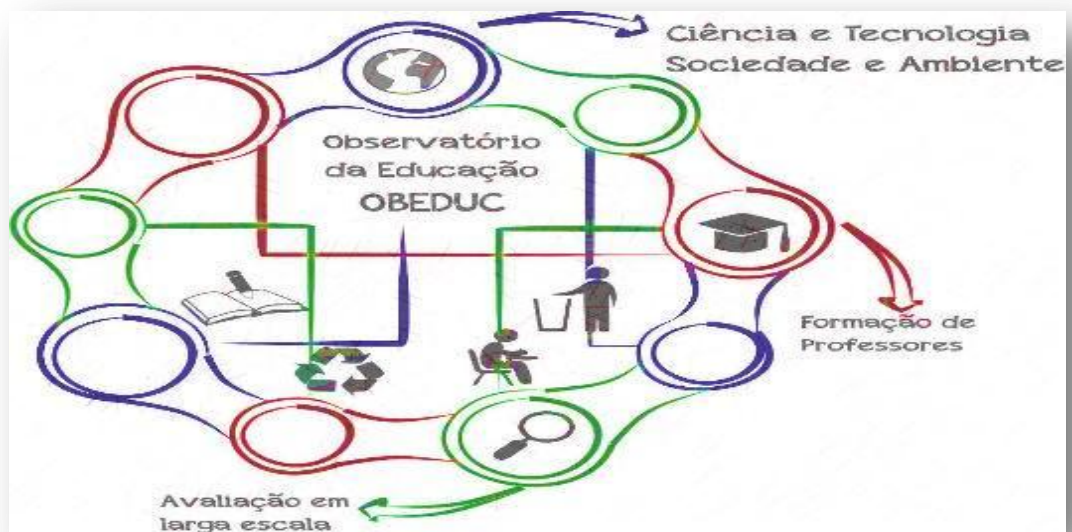 Ciência e Tecnologia
Sociedade e Ambiente
Observatório
da Educação
OBEDUC
Formação de
Professores
Avaliação em
larga escala